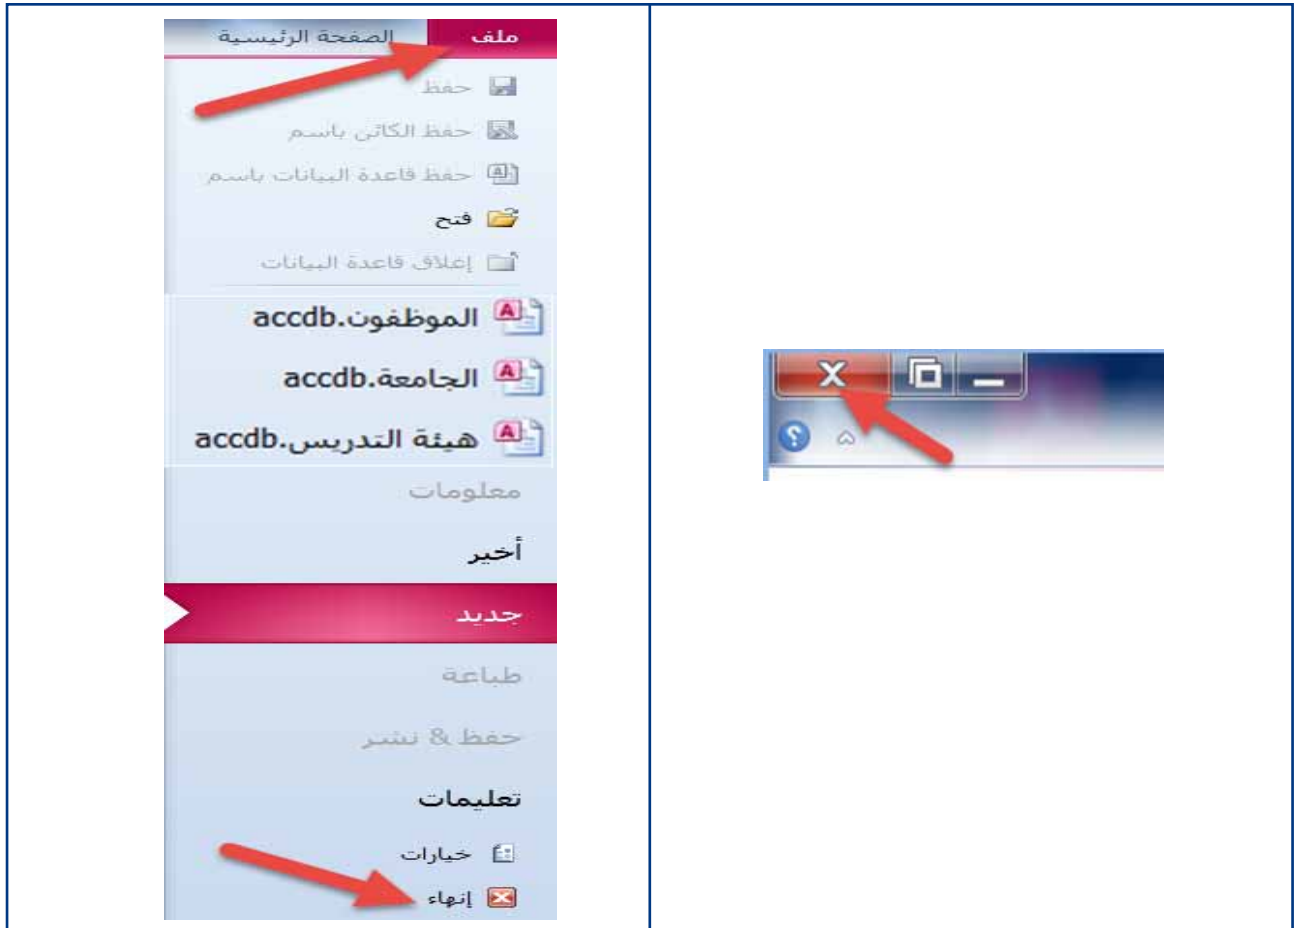 ملف الصفحة الرئيسية
حفظ
حفظ الكائن باسم
حفظ قاعدة البيانات باسم
فتح
إغلاق قاعدة البيانات
الموظفون.accdb
الجامعة.accdb
هيئة التدريس.accdb
معلومات
أخير
جديد
طباعة
حفظ & نشر
تعليمات
خيارات
إنهاء